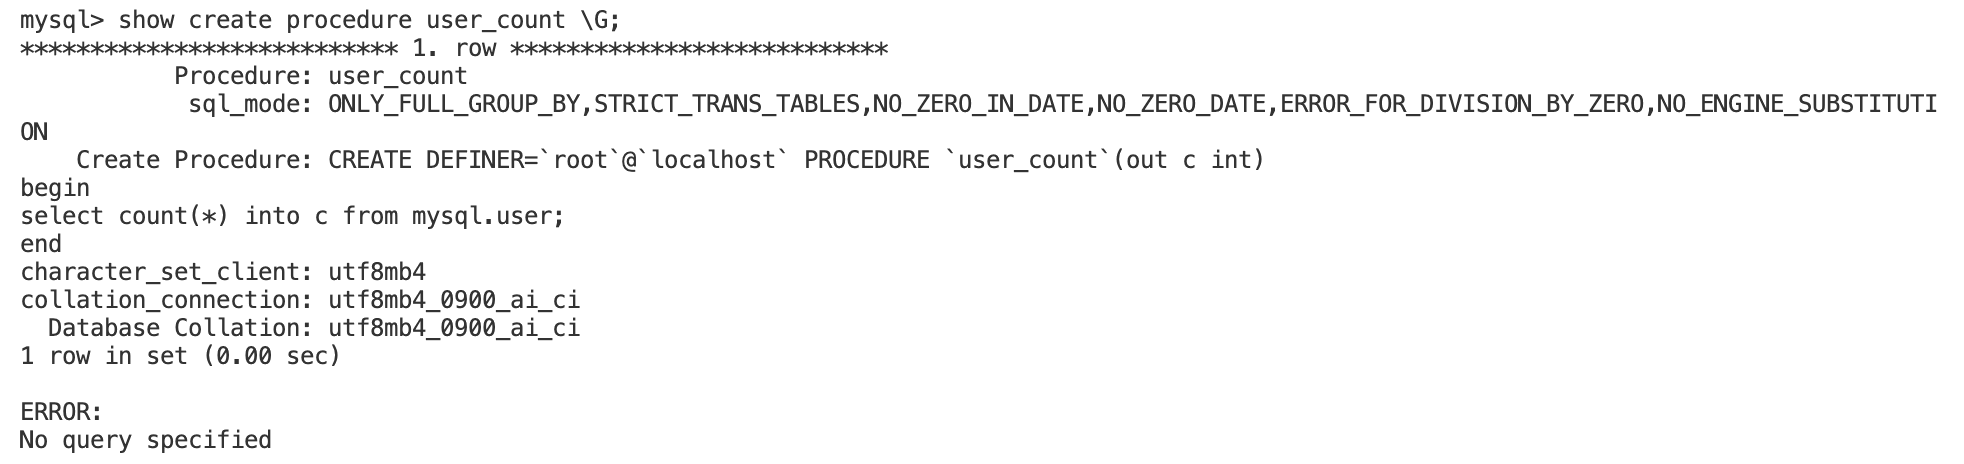 mysql> show create procedure user_count \G;
*************************** 1. row ***************************
           Procedure: user_count
            sql_mode: ONLY_FULL_GROUP_BY,STRICT_TRANS_TABLES,NO_ZERO_IN_DATE,NO_ZERO_DATE,ERROR_FOR_DIVISION_BY_ZERO,NO_ENGINE_SUBSTITUTI
ON
    Create Procedure: CREATE DEFINER=`root`@`localhost` PROCEDURE `user_count`(out c int)
begin
select count(*) into c from mysql.user;
end
character_set_client: utf8mb4
collation_connection: utf8mb4_0900_ai_ci
  Database Collation: utf8mb4_0900_ai_ci
1 row in set (0.00 sec)

ERROR:
No query specified